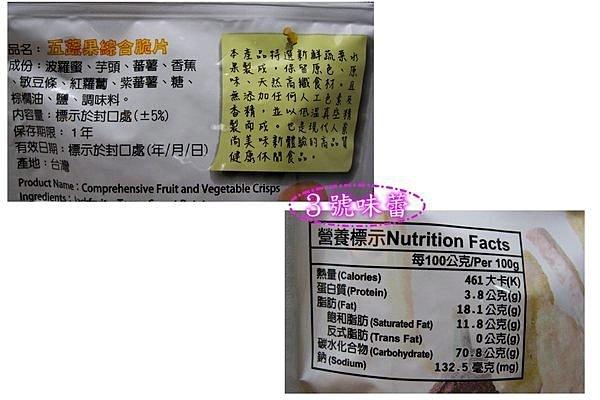 品名：五蔬果綜合脆片
成份：波羅蜜、芋頭、蕃薯、香蕉
、敏豆條、紅蘿蔔、紫蕃薯、糖、
棕櫚油、鹽、調味料。
內容量：標示於封口處(±5%)
保存期限：1年
有效日期：標示於封口處(年/月/日)
產地：台灣
Product Name：Comprehensive Fruit and Vegetable Crisps
Ingredients：
本產品特選新鮮蔬菜水
果製成，保留原色、原
味、天然高纖食材，且
無添加任何人工色素及
香精，並以低溫真空精
製而成。也是現代人崇
尚美味新體驗的高品質
健康休閒食品。
3號味蕾
營養標示Nutrition Facts
每100公克/Per 100g
熱量(Calories) 461大卡(K)
蛋白質(Protein) 3.8公克(g)
脂肪(Fat) 18.1公克(g)
飽和脂肪(Saturated Fat) 11.8公克(g)
反式脂肪(Trans Fat) 0公克(g)
碳水化合物(Carbohydrate) 70.8公克(g)
鈉(Sodium) 132.5毫克(mg)